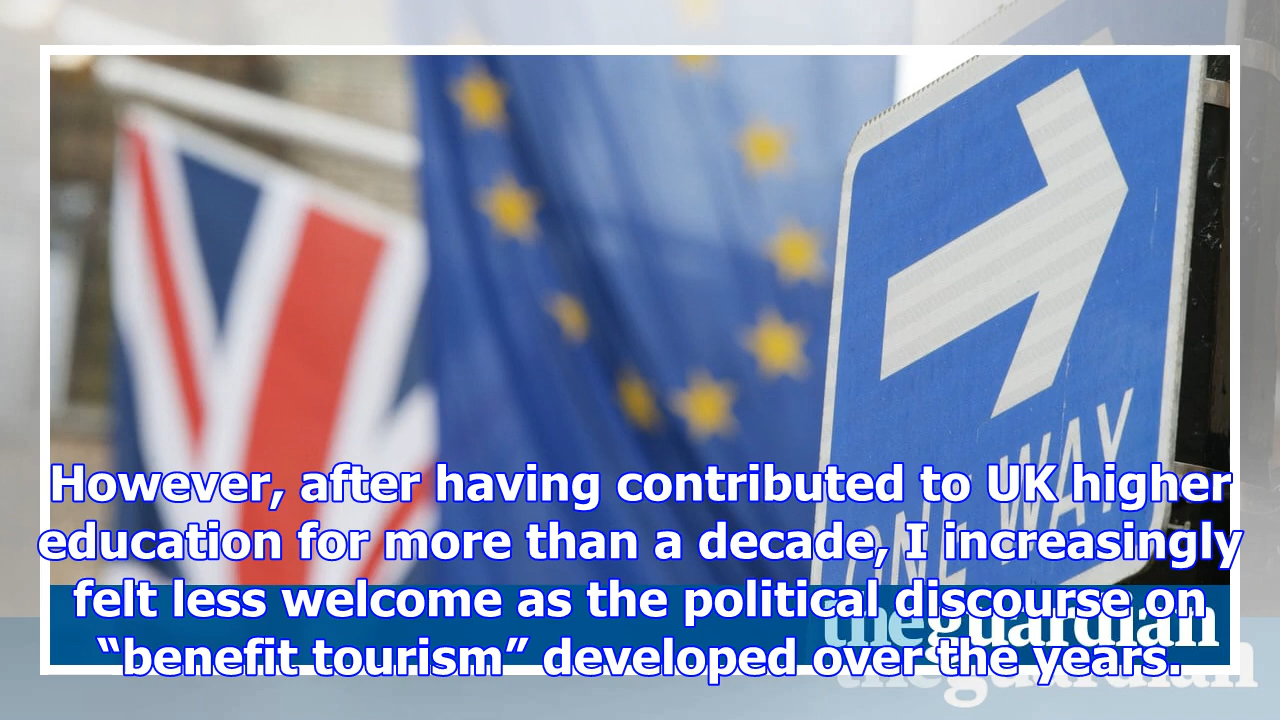 ONE WAY
However, after having contributed to UK higher
education for more than a decade, I increasingly
felt less welcome as the political discourse on
“benefit tourism” developed over the years.
theguardian
theguardian